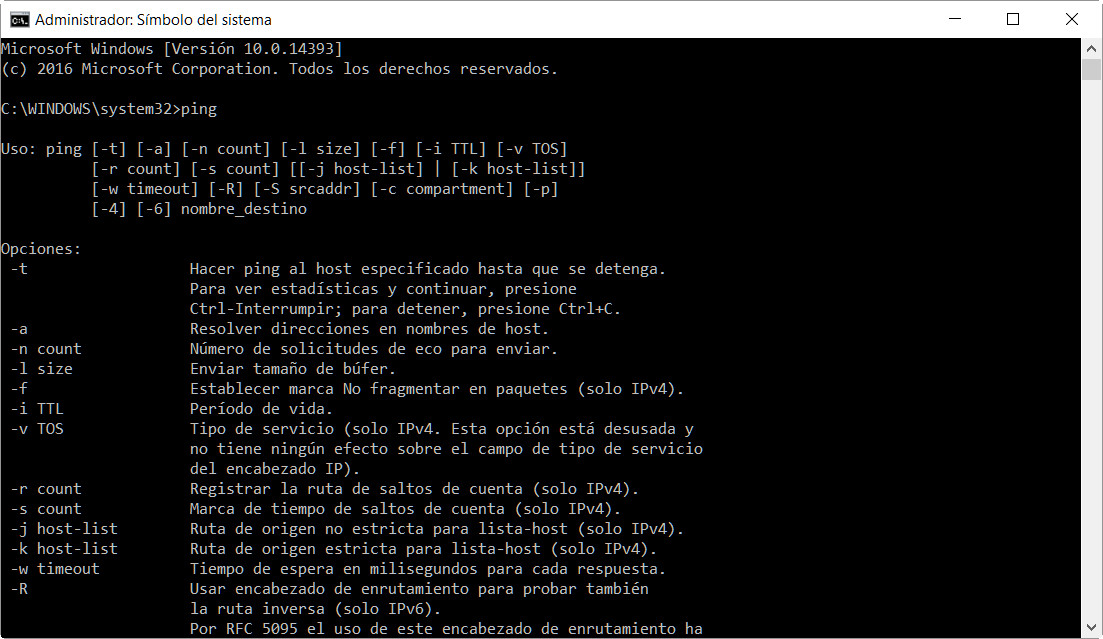 Administrador: Símbolo del sistema
Microsoft Windows [Versión 10.0.14393]
(c) 2016 Microsoft Corporation. Todos los derechos reservados.
C:\WINDOWS\system32>ping
Uso: ping [-t] [-a] [-n count] [-l size] [-f] [-i TTL] [-v TOS]
[-r count] [-s count] [[-j host-list] | [-k host-list]]
[-w timeout] [-R] [-S srcaddr] [-c compartment] [-p]
[-4] [-6] nombre_destino
Opciones:
-t Hacer ping al host especificado hasta que se detenga.
Para ver estadísticas y continuar, presione
Ctrl-Interrumpir; para detener, presione Ctrl+C.
-a Resolver direcciones en nombres de host.
-n count Número de solicitudes de eco para enviar.
-l size Enviar tamaño de búfer.
-f Establecer marca No fragmentar en paquetes (solo IPv4).
-i TTL Período de vida.
-v TOS Tipo de servicio (solo IPv4. Esta opción está desusada y
no tiene ningún efecto sobre el campo de tipo de servicio
del encabezado IP).
-r count Registrar la ruta de saltos de cuenta (solo IPv4).
-s count Marca de tiempo de saltos de cuenta (solo IPv4).
-j host-list Ruta de origen no estricta para lista-host (solo IPv4).
-k host-list Ruta de origen estricta para lista-host (solo IPv4).
-w timeout Tiempo de espera en milisegundos para cada respuesta.
-R Usar encabezado de enrutamiento para probar también
la ruta inversa (solo IPv6).
Por RFC 5095 el uso de este encabezado de enrutamiento ha